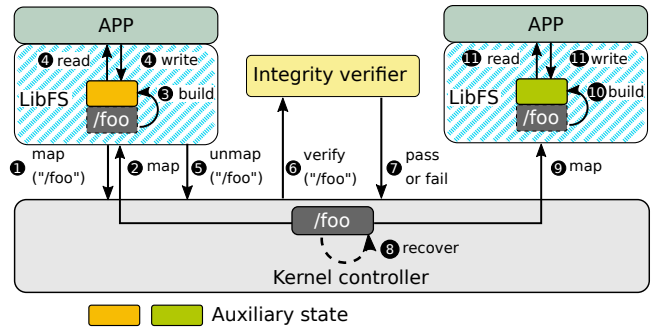 APP
4 read
4 write
LibFS
3 build
/foo
1 map
("/foo")
2 map
5 unmap
("/foo")
Integrity verifier
6 verify
("/foo")
7 pass
or fail
APP
11 read
11 write
LibFS
10 build
/foo
9 map
/foo
8 recover
Kernel controller
Auxiliary state